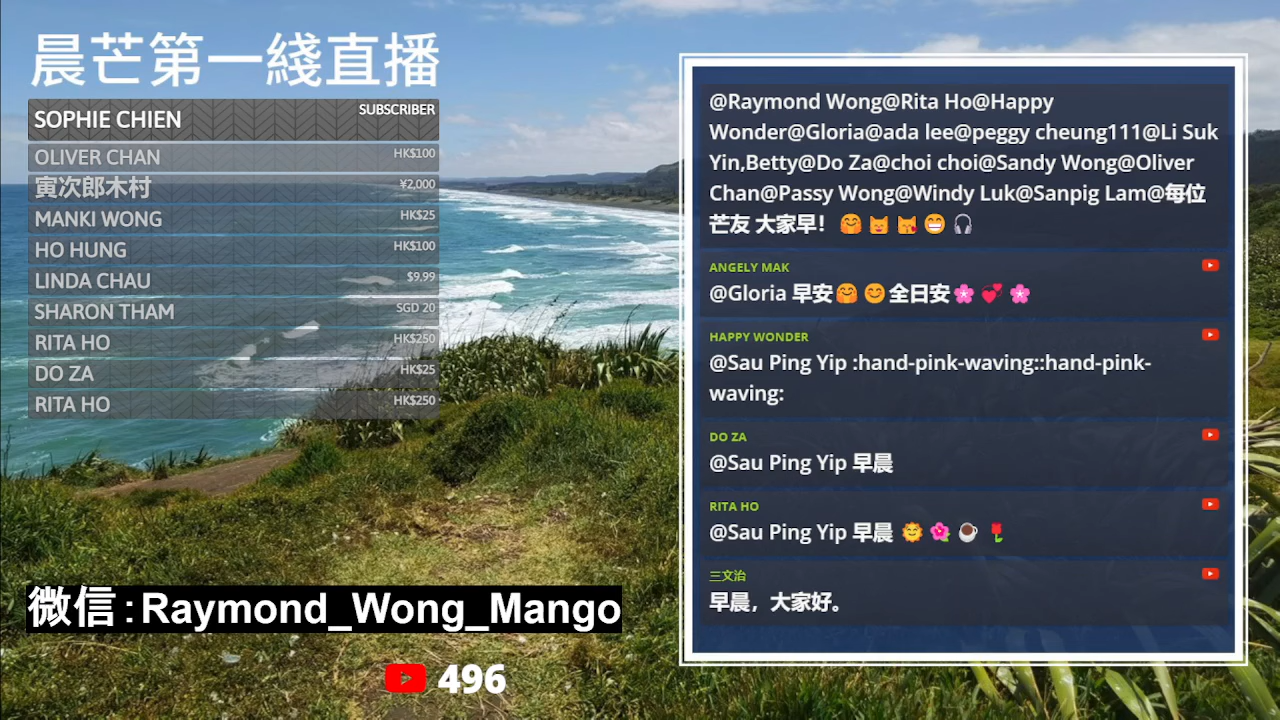 晨芒第一綫直播
SOPHIE CHIEN SUBSCRIBER
OLIVER CHAN HK$100
寅次郎木村 ¥2,000
MANKI WONG HK$25
HO HUNG HK$100
LINDA CHAU $9.99
SHARON THAM SGD 20
RITA HO HK$250
DO ZA HK$25
RITA HO HK$250
微信:Raymond_Wong_Mango
496
@Raymond Wong@Rita Ho@Happy
Wonder@Gloria@ada lee@peggy cheung111@Li Suk
Yin,Betty@Do Za@choi choi@Sandy Wong@Oliver
Chan@Passy Wong@Windy Luk@Sanpig Lam@每位
芒友 大家早! 🤗 😺 😽 😁 🎧
ANGELY MAK
@Gloria 早安🤗 😊全日安🌸 💞 🌸
HAPPY WONDER
@Sau Ping Yip :hand-pink-waving::hand-pink-
waving:
DO ZA
@Sau Ping Yip 早晨
RITA HO
@Sau Ping Yip 早晨 🌞 🌺 ☕ 🌷
三文治
早晨，大家好。